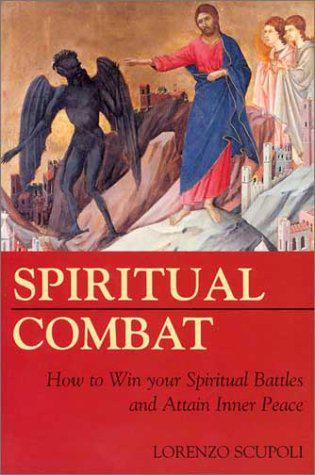 SPIRITUAL
COMBAT
How to Win your Spiritual Battles
and Attain Inner Peace
LORENZO SCUPOLI